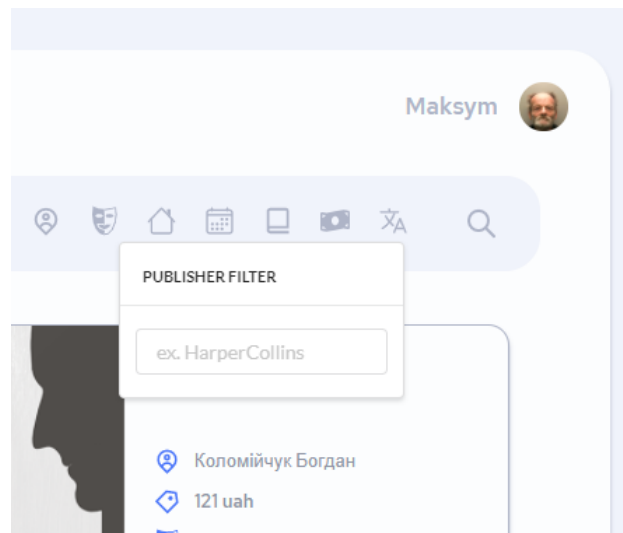 Maksym
PUBLISHER FILTER
ex. HarperCollins
Коломійчук Богдан
121 uah